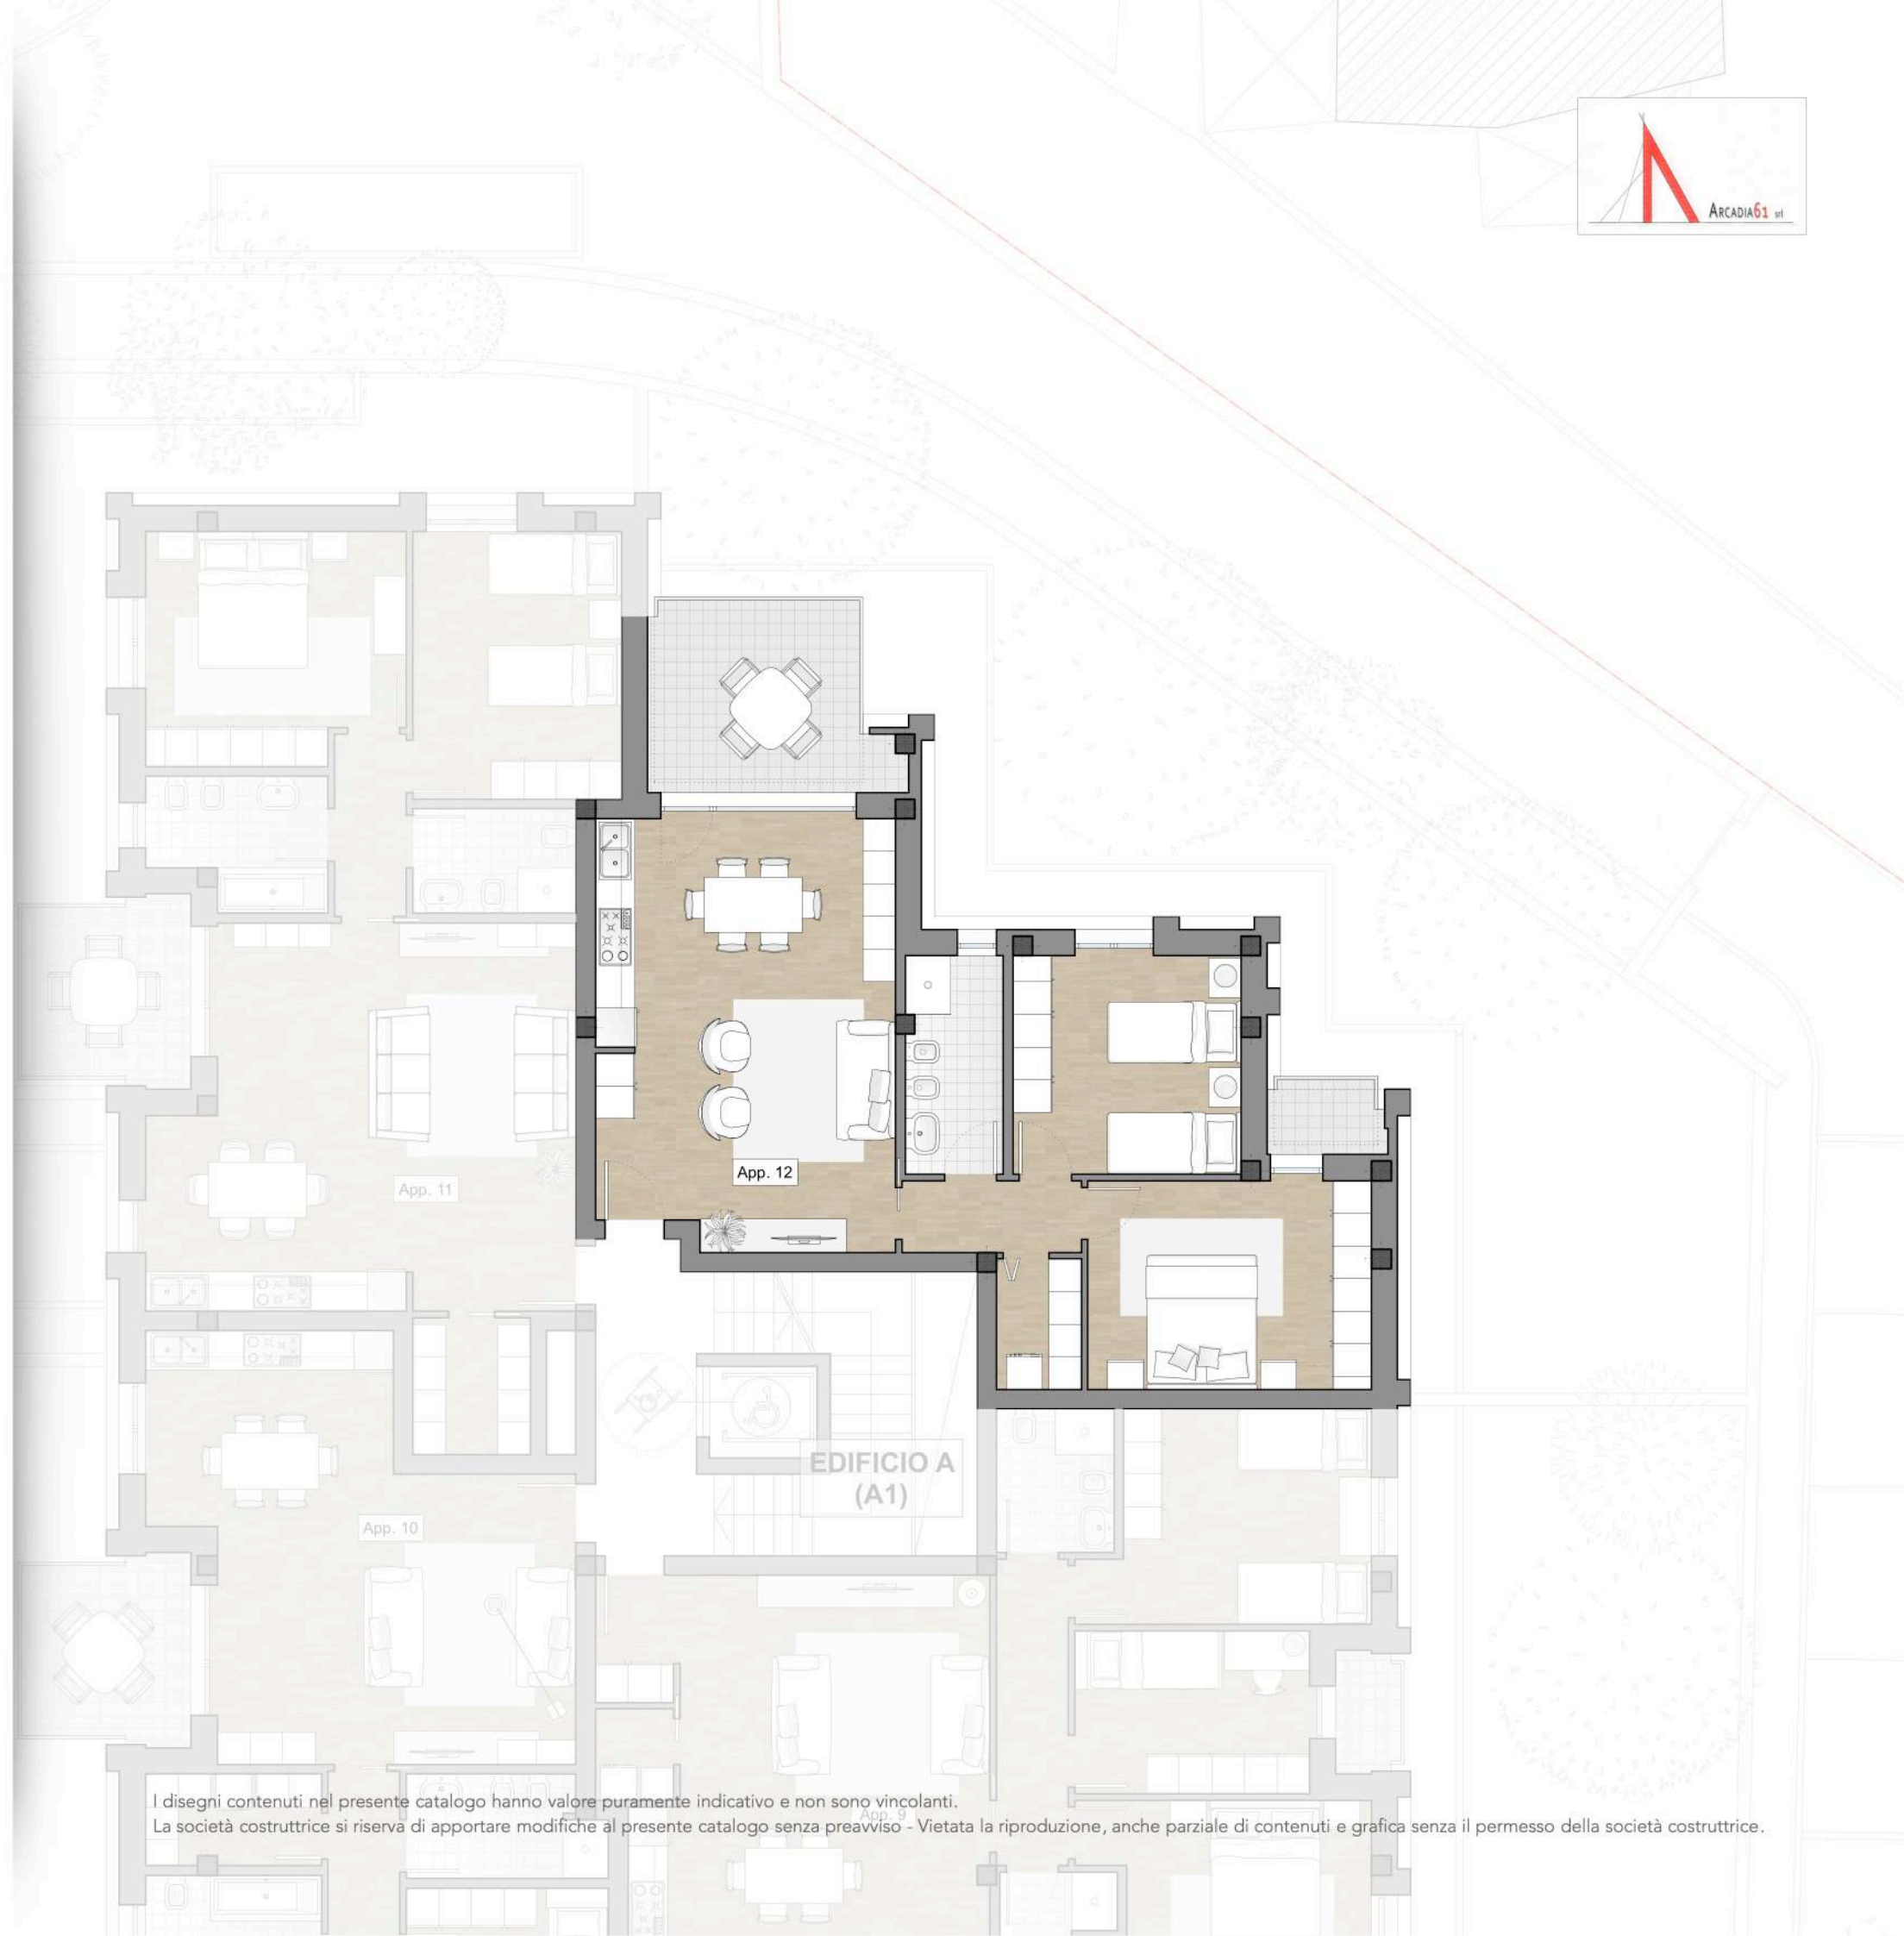 ARCADIA61 srl
App. 12
App. 11
EDIFICIO A
(A1)
App. 10
I disegni contenuti nel presente catalogo hanno valore puramente indicativo e non sono vincolanti.
App. 9
La società costruttrice si riserva di apportare modifiche al presente catalogo senza preavviso - Vietata la riproduzione, anche parziale di contenuti e grafica senza il permesso della società costruttrice.